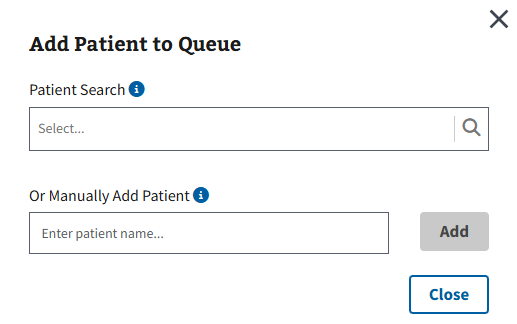 Add Patient to Queue
Patient Search
Select...
Or Manually Add Patient
Enter patient name...
Add
Close